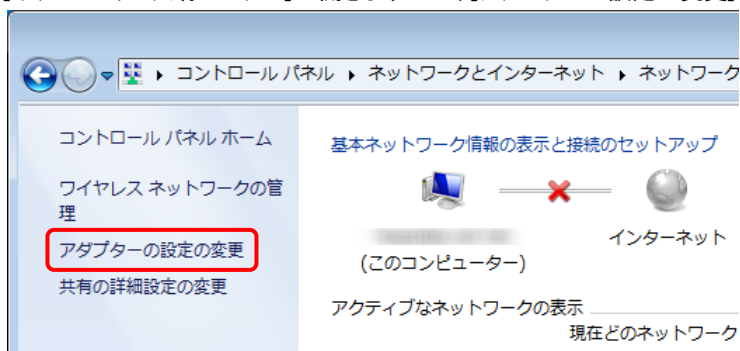 コントロール パネル ▸ ネットワークとインターネット ▸ ネットワーク
コントロール パネル ホーム
ワイヤレス ネットワークの管
理
アダプターの設定の変更
共有の詳細設定の変更
基本ネットワーク情報の表示と接続のセットアップ
インターネット
(このコンピューター)
アクティブなネットワークの表示
現在どのネットワーク